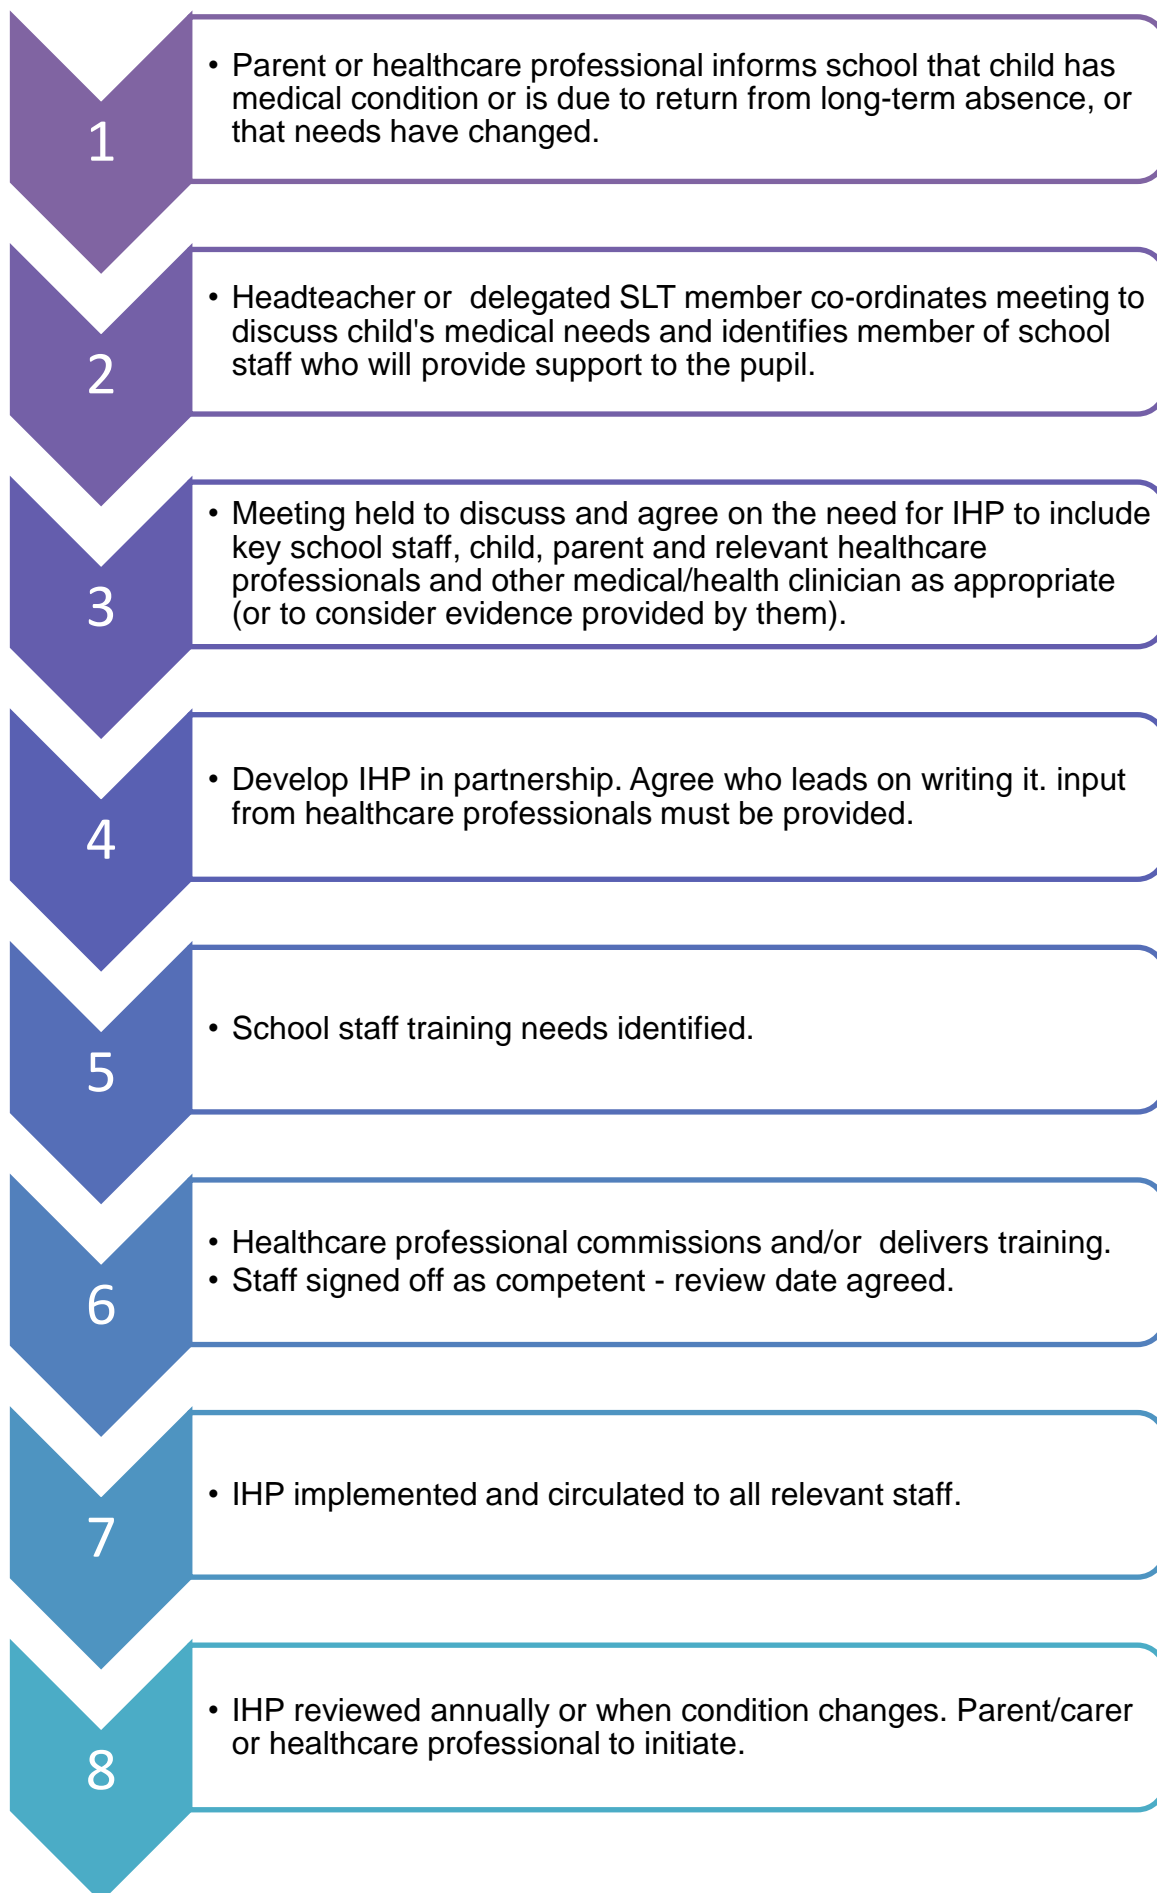 1
• Parent or healthcare professional informs school that child has
medical condition or is due to return from long-term absence, or
that needs have changed.
2
• Headteacher or  delegated SLT member co-ordinates meeting to
discuss child's medical needs and identifies member of school
staff who will provide support to the pupil.
3
• Meeting held to discuss and agree on the need for IHP to include
key school staff, child, parent and relevant healthcare
professionals and other medical/health clinician as appropriate
(or to consider evidence provided by them).
4
• Develop IHP in partnership. Agree who leads on writing it. input
from healthcare professionals must be provided.
5
• School staff training needs identified.
6
• Healthcare professional commissions and/or  delivers training.
• Staff signed off as competent - review date agreed.
7
• IHP implemented and circulated to all relevant staff.
8
• IHP reviewed annually or when condition changes. Parent/carer
or healthcare professional to initiate.